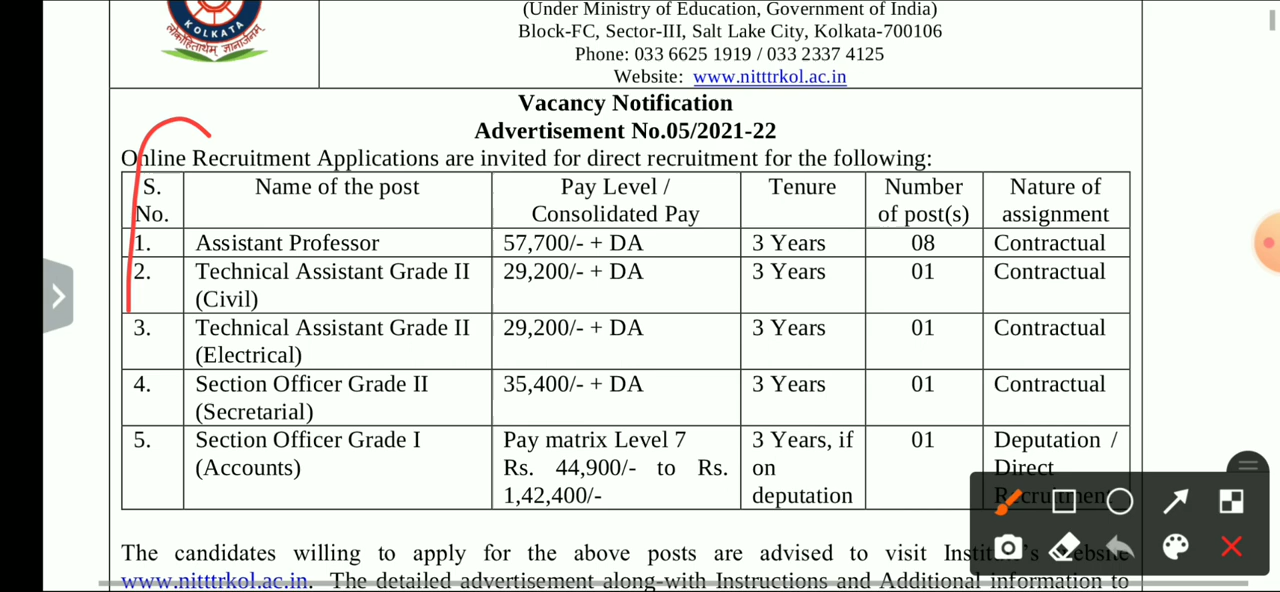 KOLKATA
लोकहितार्थम् ज्ञानार्जनम्
(Under Ministry of Education, Government of India)
Block-FC, Sector-III, Salt Lake City, Kolkata-700106
Phone: 033 6625 1919 / 033 2337 4125
Website: www.nitttrkol.ac.in
Vacancy Notification
Advertisement No.05/2021-22
Online Recruitment Applications are invited for direct recruitment for the following:
S. No. Name of the post Pay Level / Consolidated Pay Tenure Number of post(s) Nature of assignment
1. Assistant Professor 57,700/- + DA 3 Years 08 Contractual
2. Technical Assistant Grade II (Civil) 29,200/- + DA 3 Years 01 Contractual
3. Technical Assistant Grade II (Electrical) 29,200/- + DA 3 Years 01 Contractual
4. Section Officer Grade II (Secretarial) 35,400/- + DA 3 Years 01 Contractual
5. Section Officer Grade I (Accounts) Pay matrix Level 7 Rs. 44,900/- to Rs. 1,42,400/- 3 Years, if on deputation 01 Deputation / Direct Recruitment
The candidates willing to apply for the above posts are advised to visit Institute's website
www.nitttrkol.ac.in. The detailed advertisement along-with Instructions and Additional information to